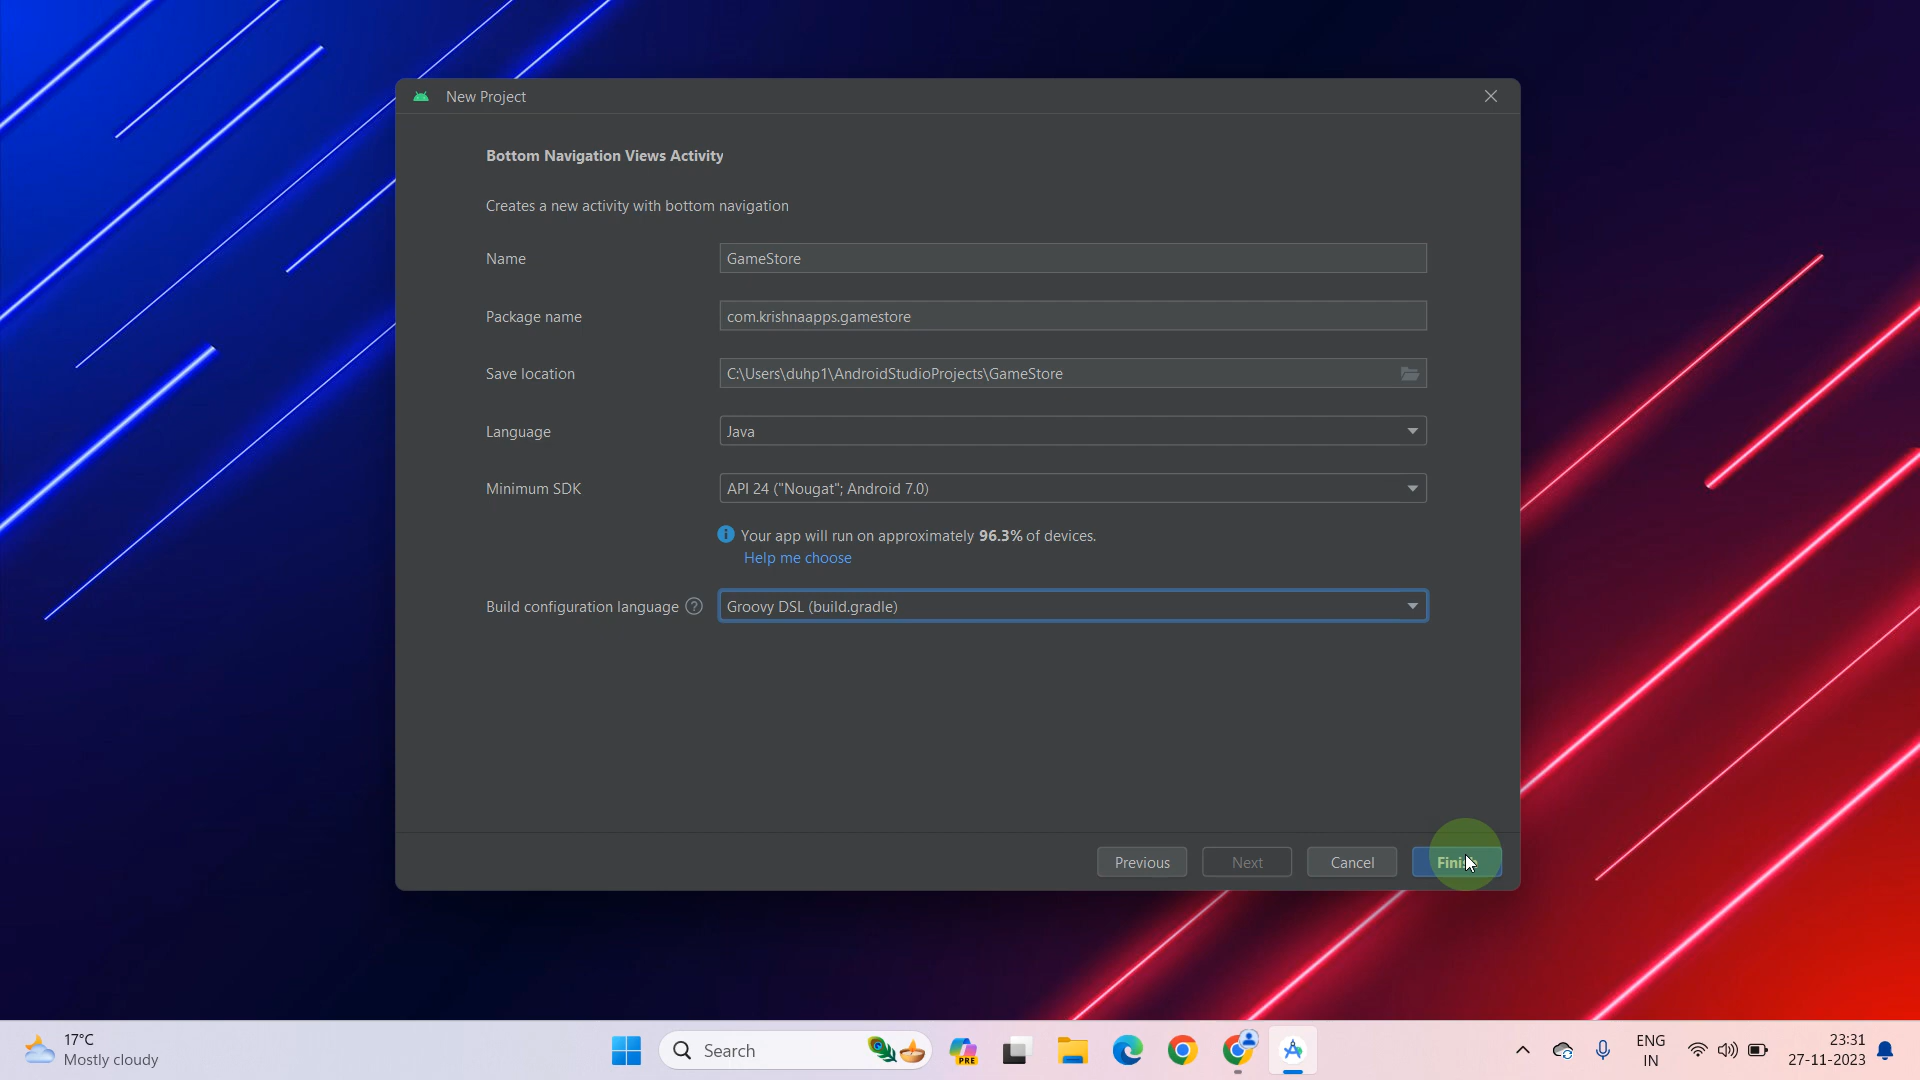 New Project
Bottom Navigation Views Activity
Creates a new activity with bottom navigation
Name
GameStore
Package name
com.krishnaapps.gamestore
Save location
C:\Users\duhp1\AndroidStudioProjects\GameStore
Language
Java
Minimum SDK
API 24 ("Nougat"; Android 7.0)
Your app will run on approximately 96.3% of devices.
Help me choose
Build configuration language ?
Groovy DSL (build.gradle)
Previous
Next
Cancel
Finish
17°C
Mostly cloudy
Search
PRE
ENG
IN
23:31
27-11-2023